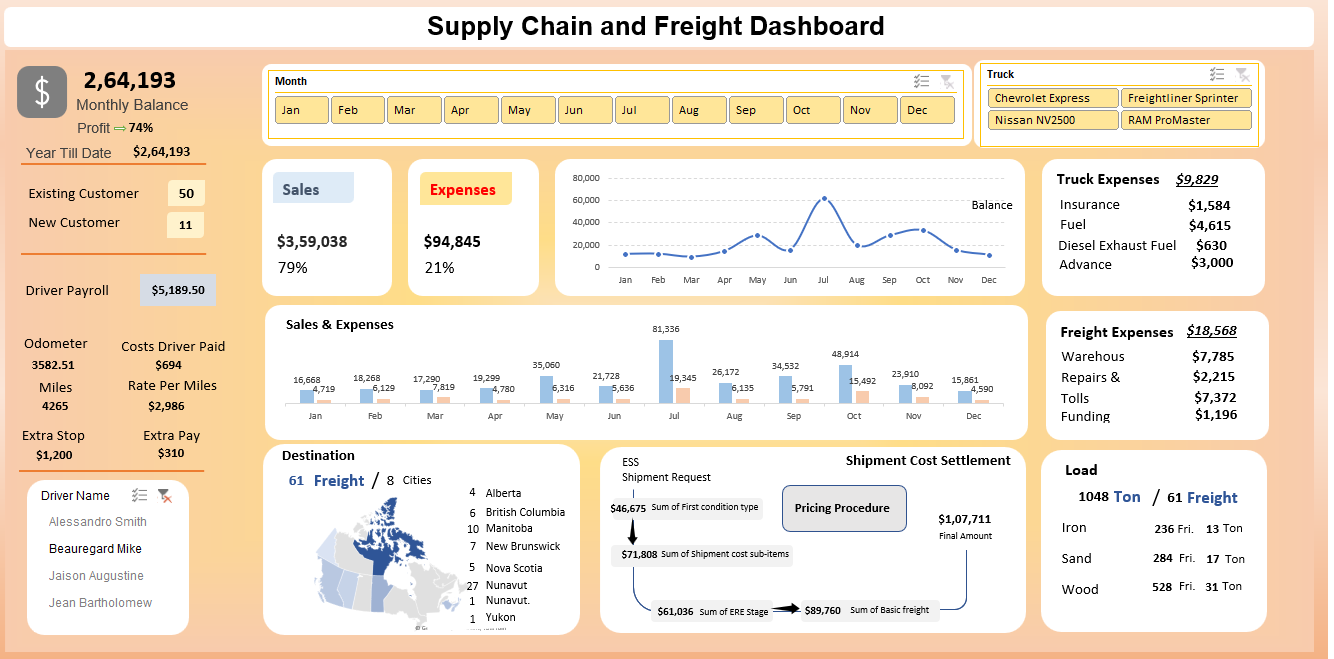 Supply Chain and Freight Dashboard
$
2,64,193
Monthly Balance
Profit ⇨ 74%
Year Till Date $2,64,193
Existing Customer 50
New Customer 11
Driver Payroll $5,189.50
Odometer Costs Driver Paid
3582.51 $694
Miles Rate Per Miles
4265 $2,986
Extra Stop Extra Pay
$1,200 $310
Driver Name
Alessandro Smith
Beauregard Mike
Jaison Augustine
Jean Bartholomew
Month
Jan Feb Mar Apr May Jun Jul Aug Sep Oct Nov Dec
Truck
Chevrolet Express Freightliner Sprinter
Nissan NV2500 RAM ProMaster
Sales
$3,59,038
79%
Expenses
$94,845
21%
80,000
60,000
40,000
20,000
0
Balance
Jan Feb Mar Apr May Jun Jul Aug Sep Oct Nov Dec
Truck Expenses $9,829
Insurance $1,584
Fuel $4,615
Diesel Exhaust Fuel $630
Advance $3,000
Sales & Expenses
16,668 4,719 18,268 6,129 17,290 7,819 19,299 4,780 35,060 6,316 21,728 5,636 81,336 19,345 26,172 6,135 34,532 5,791 48,914 15,492 23,910 8,092 15,861 4,590
Jan Feb Mar Apr May Jun Jul Aug Sep Oct Nov Dec
Freight Expenses $18,568
Warehous $7,785
Repairs & $2,215
Tolls $7,372
Funding $1,196
Destination
61 Freight / 8 Cities
4 Alberta
6 British Columbia
10 Manitoba
7 New Brunswick
5 Nova Scotia
27 Nunavut
1 Nunavut.
1 Yukon
Shipment Cost Settlement
ESS
Shipment Request
$46,675 Sum of First condition type
$71,808 Sum of Shipment cost sub-items
$61,036 Sum of ERE Stage
$89,760 Sum of Basic freight
Pricing Procedure
$1,07,711
Final Amount
Load
1048 Ton / 61 Freight
Iron 236 Fri. 13 Ton
Sand 284 Fri. 17 Ton
Wood 528 Fri. 31 Ton